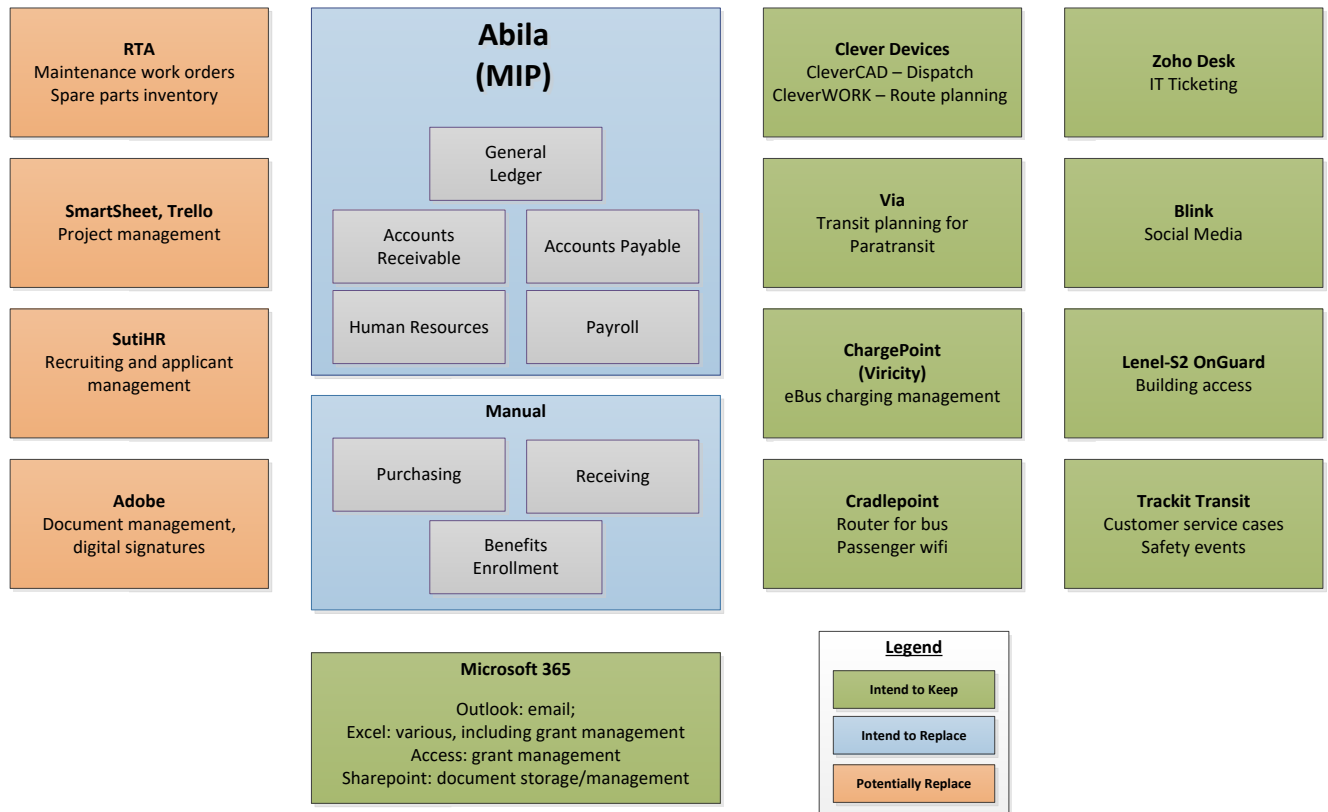 RTA
Maintenance work orders
Spare parts inventory
SmartSheet, Trello
Project management
SutiHR
Recruiting and applicant
management
Adobe
Document management,
digital signatures
Abila
(MIP)
General
Ledger
Accounts
Receivable
Accounts Payable
Human Resources
Payroll
Manual
Purchasing
Receiving
Benefits
Enrollment
Microsoft 365
Outlook: email;
Excel: various, including grant management
Access: grant management
Sharepoint: document storage/management
Clever Devices
CleverCAD – Dispatch
CleverWORK – Route planning
Via
Transit planning for
Paratransit
ChargePoint
(Viricity)
eBus charging management
Cradlepoint
Router for bus
Passenger wifi
Zoho Desk
IT Ticketing
Blink
Social Media
Lenel-S2 OnGuard
Building access
Trackit Transit
Customer service cases
Safety events
Legend
Intend to Keep
Intend to Replace
Potentially Replace